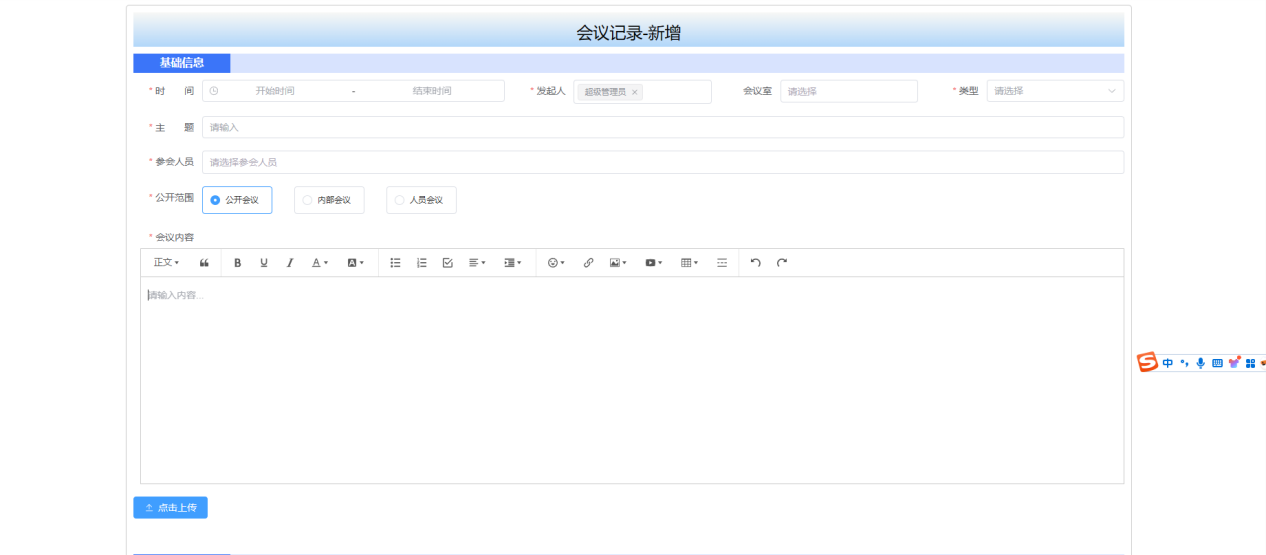 会议记录-新增
基础信息
*时 间 开始时间 - 结束时间 *发起人 超级管理员 × 会议室 请选择 *类型 请选择
*主 题 请输入
*参会人员 请选择参会人员
*公开范围 公开会议 内部会议 人员会议
*会议内容
正文 B U I A A
请输入内容...
S 中
点击上传